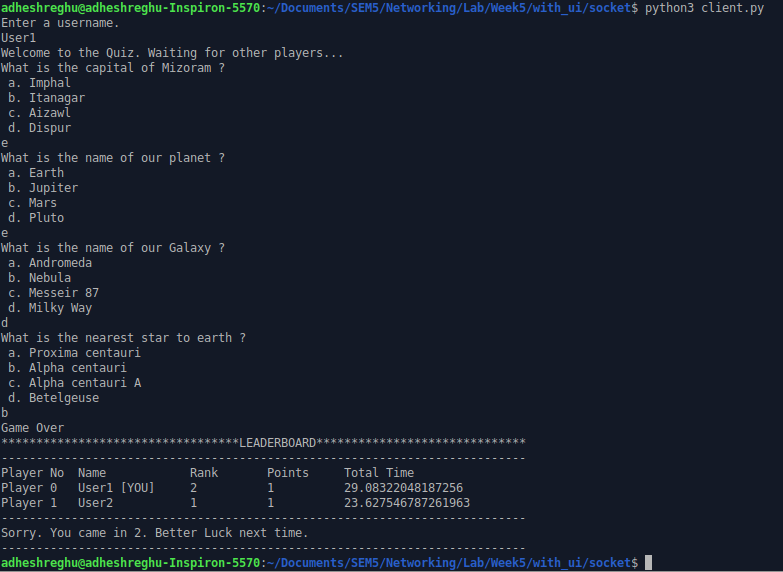 adheshreghu@adheshreghu-Inspiron-5570:~/Documents/SEM5/Networking/Lab/Week5/with_ui/socket$ python3 client.py
Enter a username.
User1
Welcome to the Quiz. Waiting for other players...
What is the capital of Mizoram ?
 a. Imphal
 b. Itanagar
 c. Aizawl
 d. Dispur
e
What is the name of our planet ?
 a. Earth
 b. Jupiter
 c. Mars
 d. Pluto
e
What is the name of our Galaxy ?
 a. Andromeda
 b. Nebula
 c. Messeir 87
 d. Milky Way
d
What is the nearest star to earth ?
 a. Proxima centauri
 b. Alpha centauri
 c. Alpha centauri A
 d. Betelgeuse
b
Game Over
**********************************LEADERBOARD******************************
---------------------------------------------------------------------------
Player No  Name            Rank       Points     Total Time
Player 0   User1 [YOU]     2          1          29.08322048187256
Player 1   User2           1          1          23.627546787261963
---------------------------------------------------------------------------
Sorry. You came in 2. Better Luck next time.
---------------------------------------------------------------------------
adheshreghu@adheshreghu-Inspiron-5570:~/Documents/SEM5/Networking/Lab/Week5/with_ui/socket$